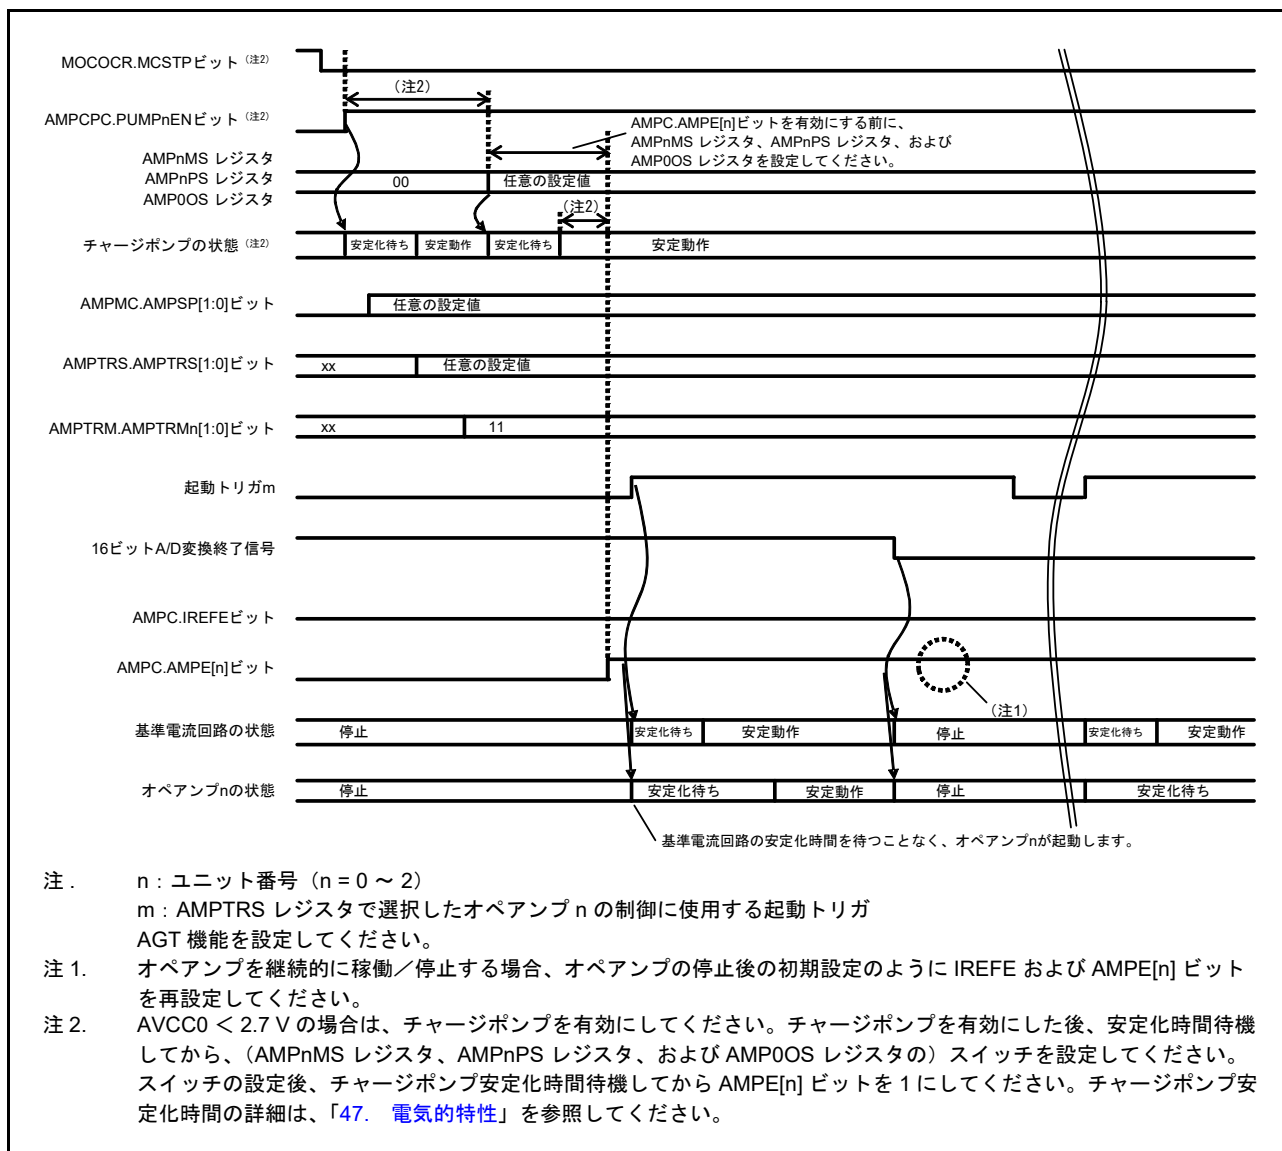 MOCOCR.MCSTPビット（注2）
（注2）
AMPCPC.PUMPnENビット（注2）
AMPC.AMPE[n]ビットを有効にする前に、
AMPnMS レジスタ、AMPnPS レジスタ、および
AMP0OS レジスタを設定してください。
AMPnMS レジスタ
AMPnPS レジスタ
AMP0OS レジスタ
00
任意の設定値
（注2）
チャージポンプの状態（注2）
安定化待ち
安定動作
安定化待ち
安定動作
AMPMC.AMPSP[1:0]ビット
任意の設定値
AMPTRS.AMPTRS[1:0]ビット
xx
任意の設定値
AMPTRM.AMPTRMn[1:0]ビット
xx
11
起動トリガm
16ビットA/D変換終了信号
AMPC.IREFEビット
AMPC.AMPE[n]ビット
（注1）
基準電流回路の状態
停止
安定化待ち
安定動作
停止
安定化待ち
安定動作
オペアンプnの状態
停止
安定化待ち
安定動作
停止
安定化待ち
基準電流回路の安定化時間を待つことなく、オペアンプnが起動します。
注 . n：ユニット番号（n = 0 ～ 2）
m：AMPTRS レジスタで選択したオペアンプ n の制御に使用する起動トリガ
AGT 機能を設定してください。
注 1. オペアンプを継続的に稼働／停止する場合、オペアンプの停止後の初期設定のように IREFE および AMPE[n] ビット
を再設定してください。
注 2. AVCC0 ＜ 2.7 V の場合は、チャージポンプを有効にしてください。チャージポンプを有効にした後、安定化時間待機
してから、（AMPnMS レジスタ、AMPnPS レジスタ、および AMP0OS レジスタの）スイッチを設定してください。
スイッチの設定後、チャージポンプ安定化時間待機してから AMPE[n] ビットを 1 にしてください。チャージポンプ安
定化時間の詳細は、「47. 電気的特性」を参照してください。